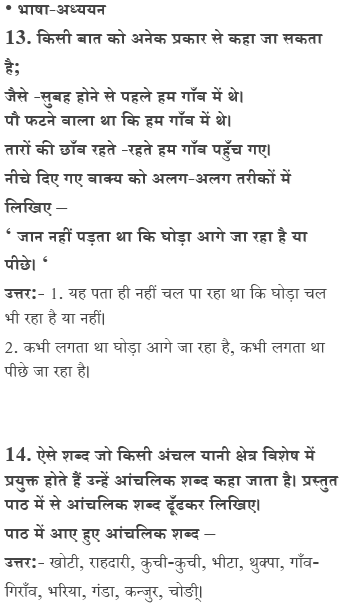 • भाषा-अध्ययन
13. किसी बात को अनेक प्रकार से कहा जा सकता
है;
जैसे -सुबह होने से पहले हम गाँव में थे।
पौ फटने वाला था कि हम गाँव में थे।
तारों की छाँव रहते -रहते हम गाँव पहुँच गए।
नीचे दिए गए वाक्य को अलग-अलग तरीकों में
लिखिए –
‘ जान नहीं पड़ता था कि घोड़ा आगे जा रहा है या
पीछे। ‘
उत्तर:- 1. यह पता ही नहीं चल पा रहा था कि घोड़ा चल
भी रहा है या नहीं।
2. कभी लगता था घोड़ा आगे जा रहा है, कभी लगता था
पीछे जा रहा है।
14. ऐसे शब्द जो किसी अंचल यानी क्षेत्र विशेष में
प्रयुक्त होते हैं उन्हें आंचलिक शब्द कहा जाता है। प्रस्तुत
पाठ में से आंचलिक शब्द ढूँढकर लिखिए।
पाठ में आए हुए आंचलिक शब्द –
उत्तर:- खोटी, राहदारी, कुची-कुची, भीटा, थुक्पा, गाँव-
गिराँव, भरिया, गंडा, कन्जुर, चोङी|